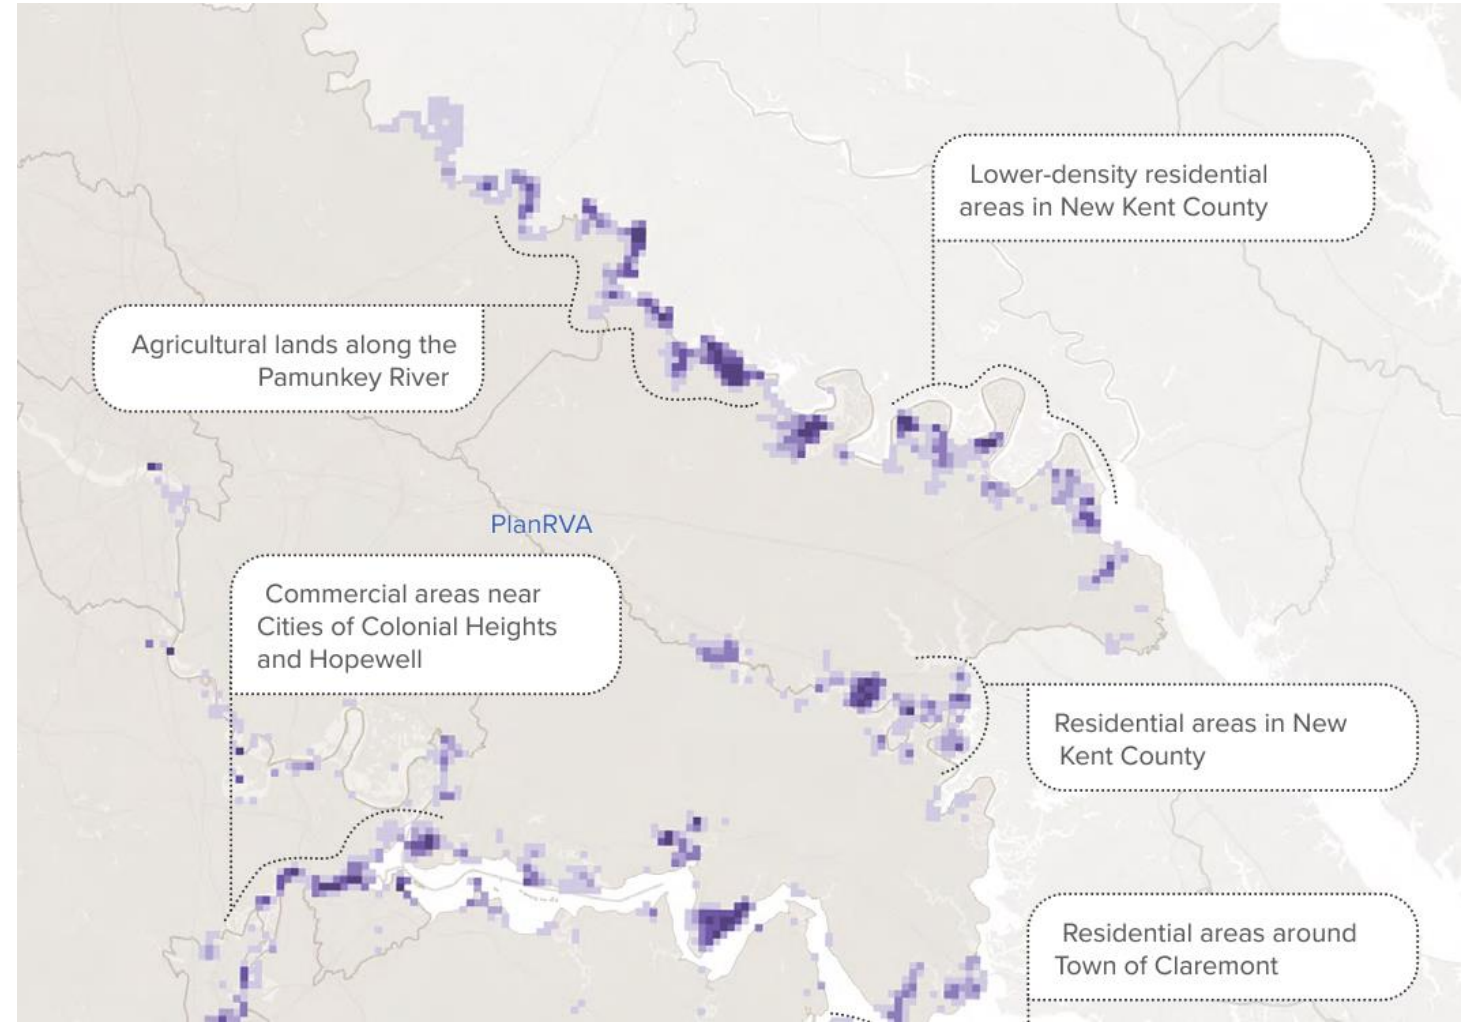 Lower-density residential
areas in New Kent County
Agricultural lands along the
Pamunkey River
PlanRVA
Commercial areas near
Cities of Colonial Heights
and Hopewell
Residential areas in New
Kent County
Residential areas around
Town of Claremont